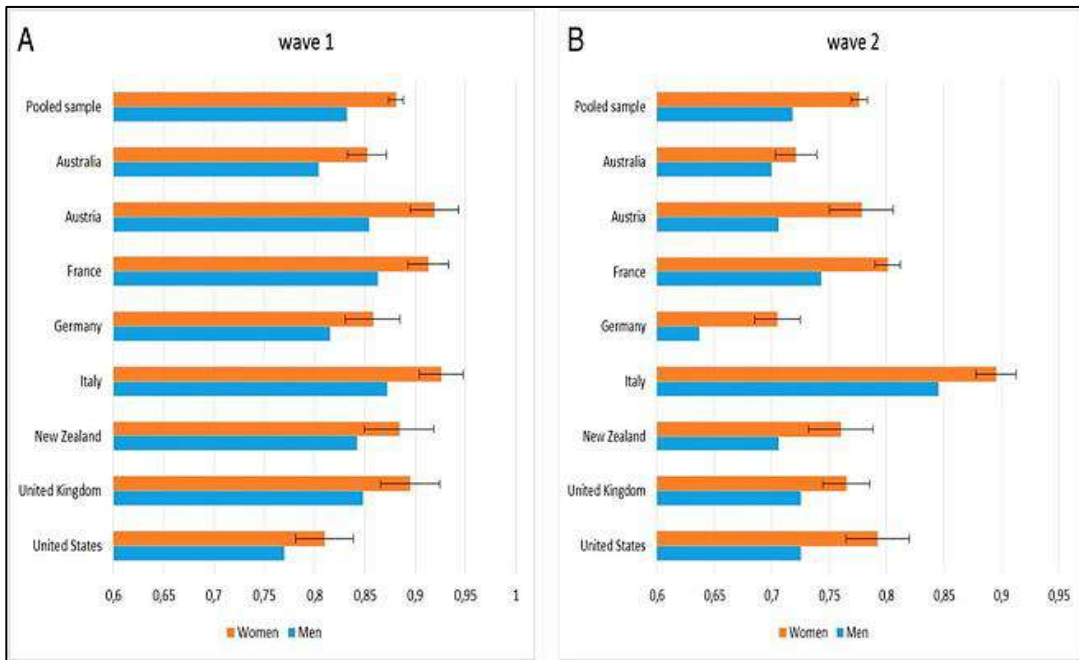 A
wave 1
Pooled sample
Australia
Austria
France
Germany
Italy
New Zealand
United Kingdom
United States
0,6 0,65 0,7 0,75 0,8 0,85 0,9 0,95 1
Women Men
B
wave 2
Pooled sample
Australia
Austria
France
Germany
Italy
New Zealand
United Kingdom
United States
0,6 0,65 0,7 0,75 0,8 0,85 0,9 0,95
Women Men